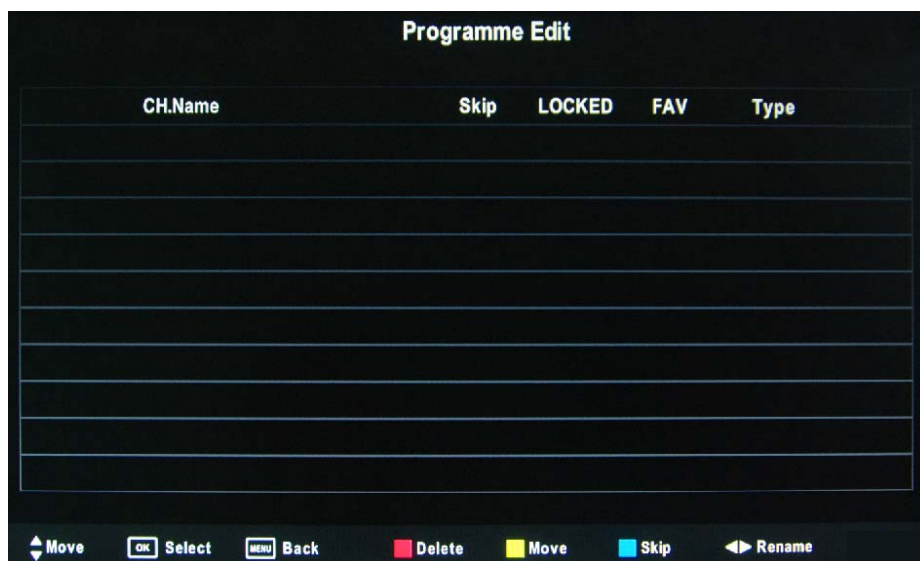 Programme Edit
CH.Name Skip LOCKED FAV Type
Move OK Select MENU Back Delete Move Skip Rename